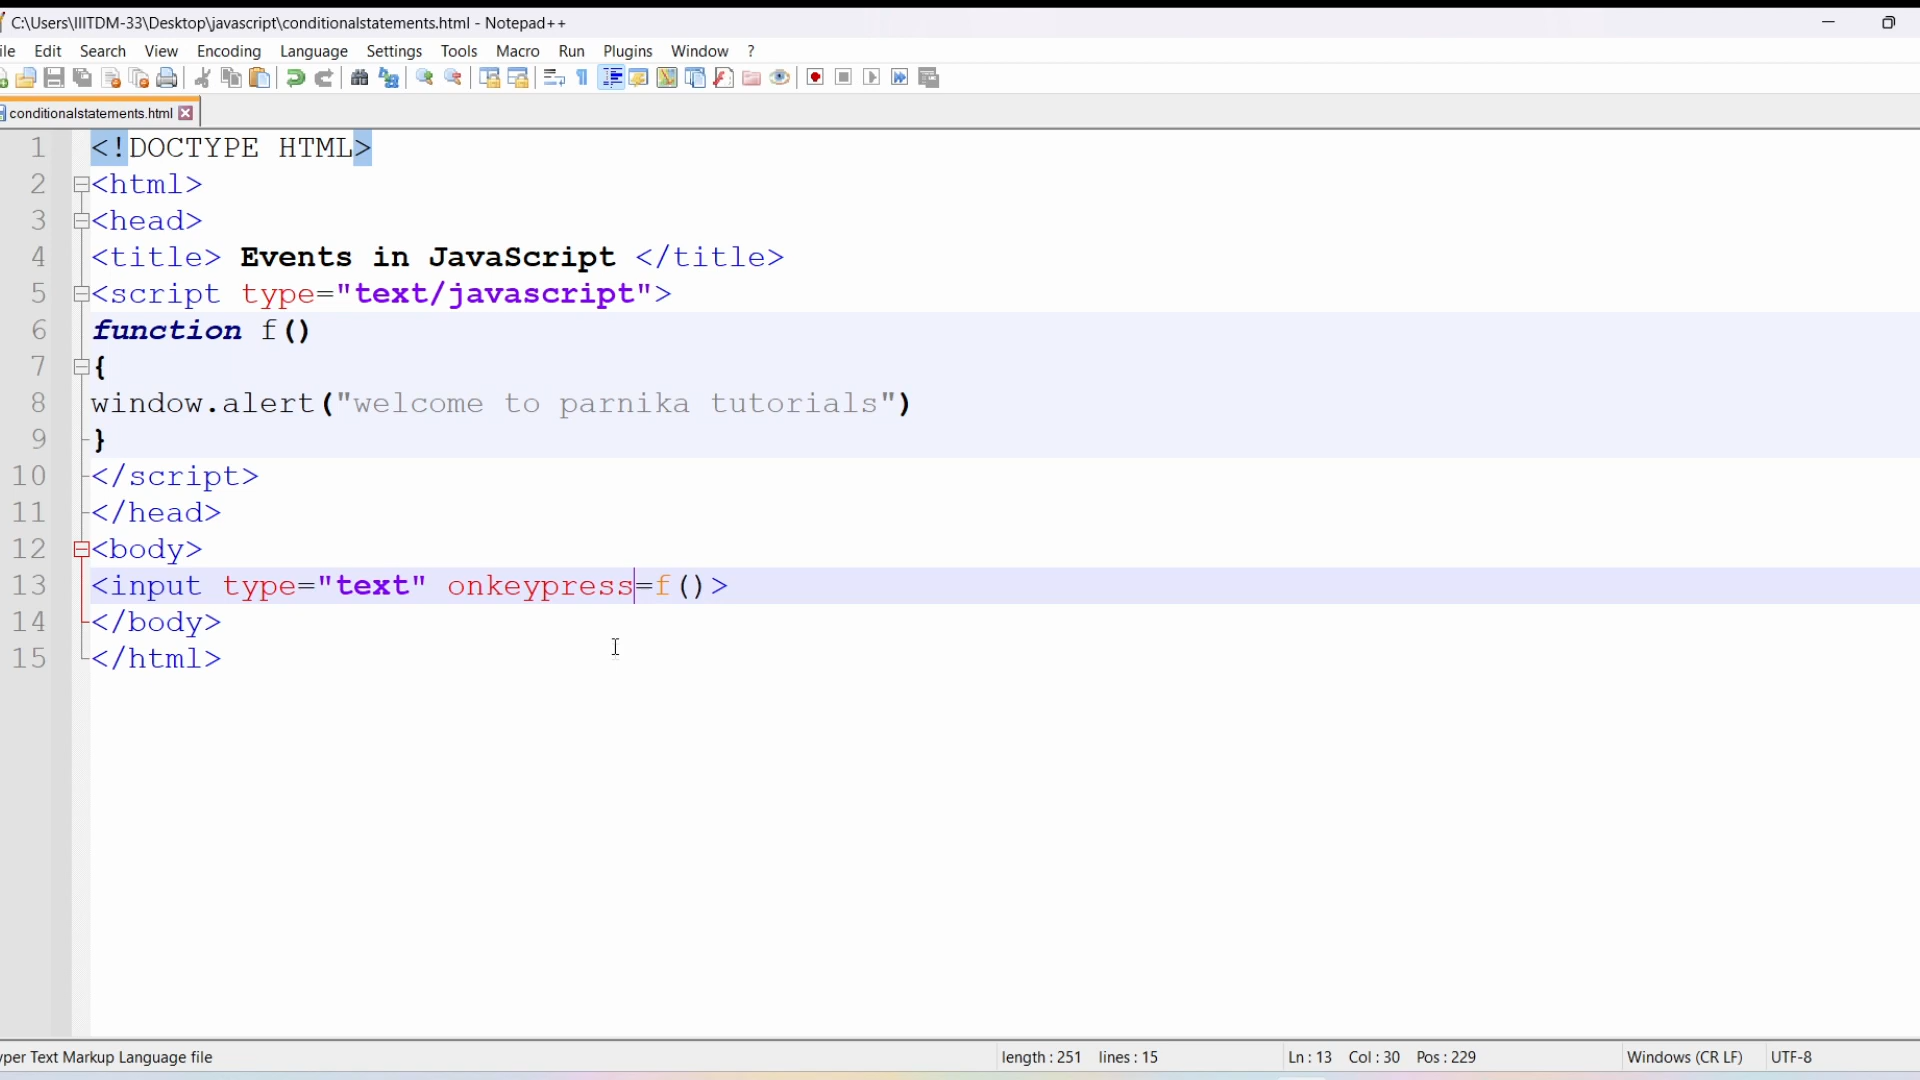 C:\Users\IIITDM-33\Desktop\javascript\conditionalstatements.html - Notepad++
ile Edit Search View Encoding Language Settings Tools Macro Run Plugins Window ?
conditionalstatements.html
1 <!DOCTYPE HTML>
2 <html>
3 <head>
4 <title> Events in JavaScript </title>
5 <script type="text/javascript">
6 function f()
7 {
8 window.alert("welcome to parnika tutorials")
9 }
10 </script>
11 </head>
12 <body>
13 <input type="text" onkeypress=f()>
14 </body>
15 </html>
yper Text Markup Language file length : 251 lines : 15 Ln : 13 Col : 30 Pos : 229 Windows (CR LF) UTF-8